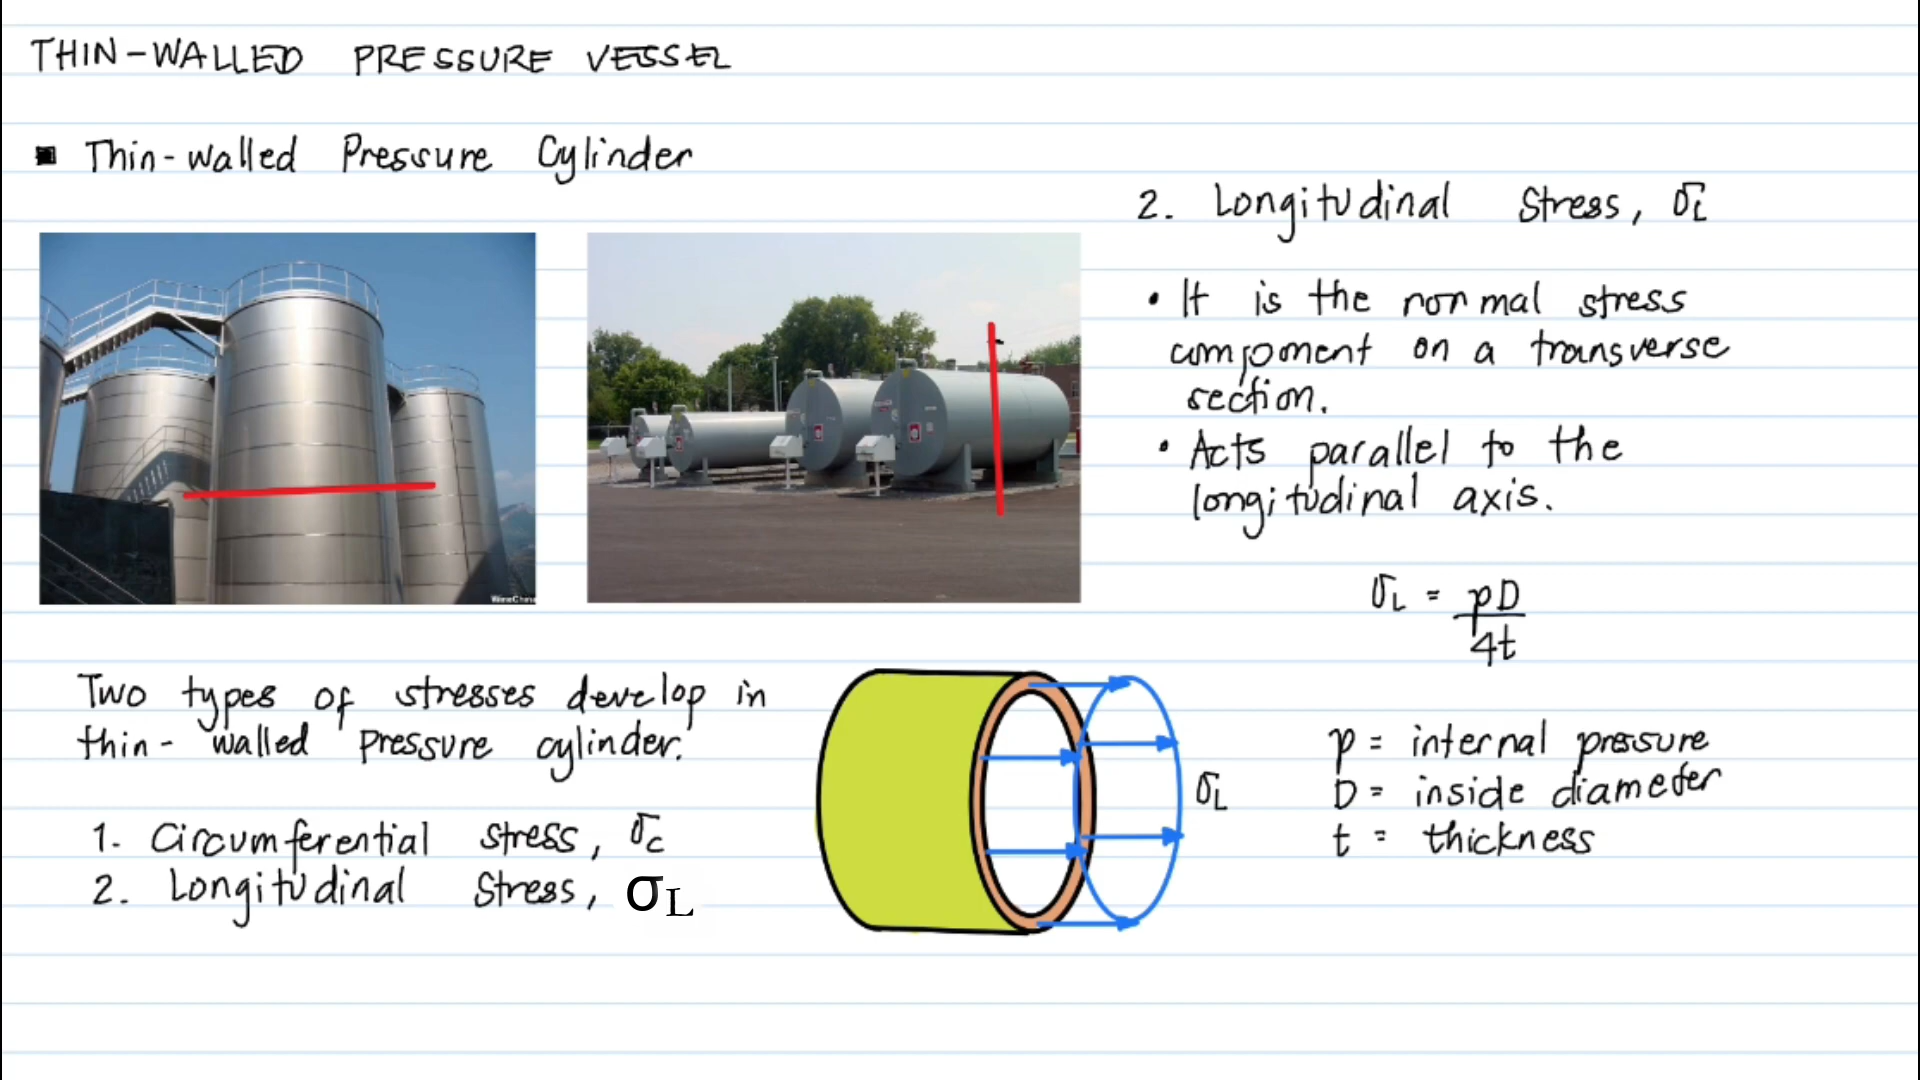 THIN-WALLED PRESSURE VESSEL
Thin-walled Pressure Cylinder
Two types of stresses develop in
thin-walled pressure cylinder.
1. Circumferential stress, σc
2. Longitudinal Stress, σL
σL
2. Longitudinal Stress, σL
• It is the normal stress
component on a transverse
section.
• Acts parallel to the
longitudinal axis.
σL = pD
4t
p = internal pressure
D = inside diameter
t = thickness